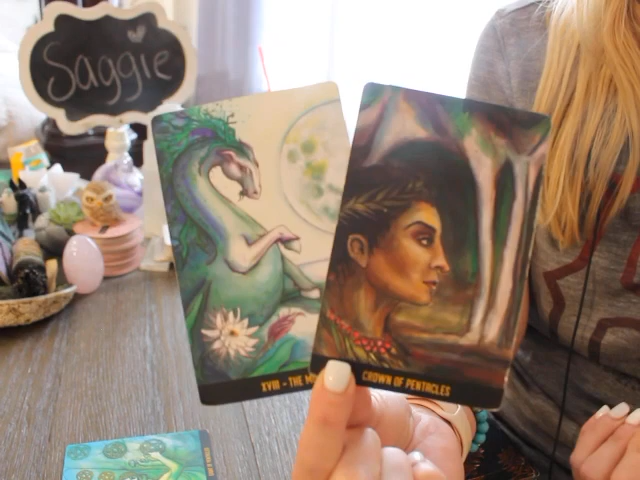 Saggie
XVIII - THE
CROWN OF PENTACLES